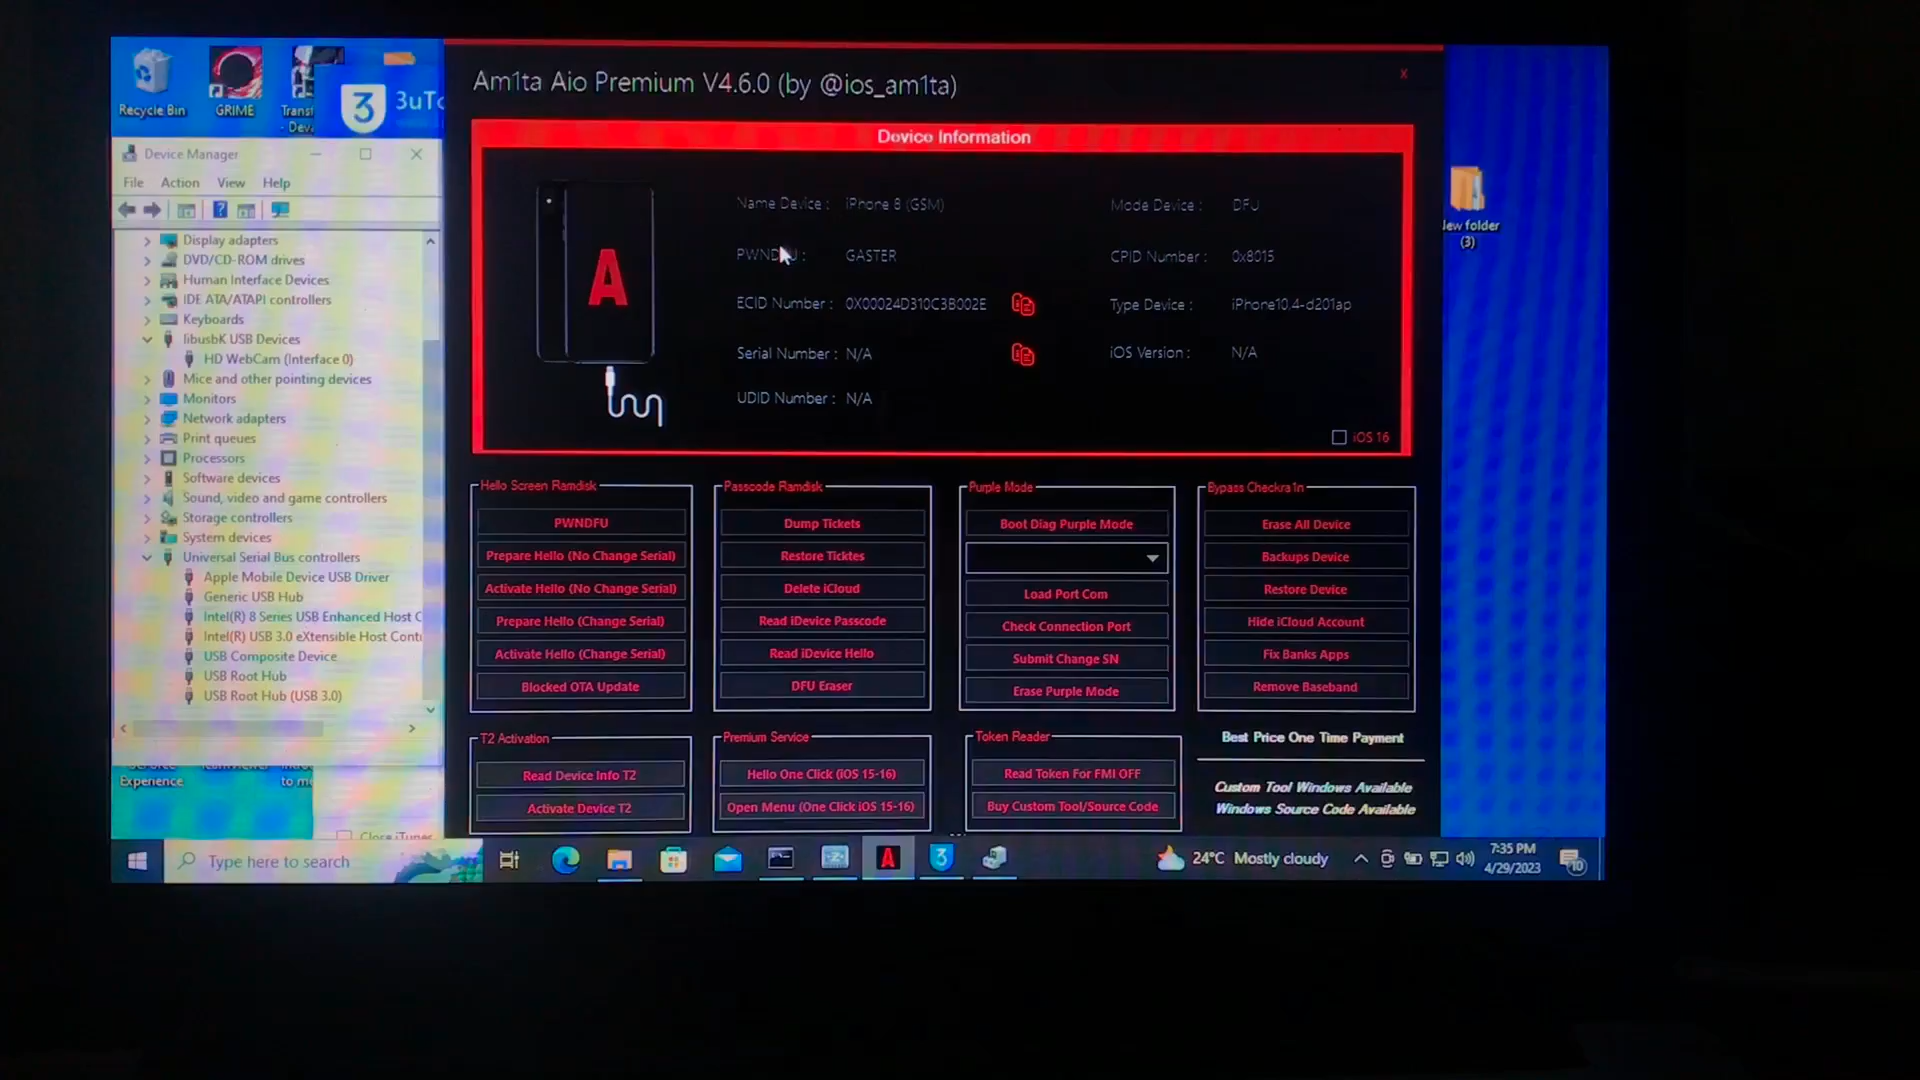 Recycle Bin
GRIME
3uTo
Device Manager
File Action View Help
Display adapters
DVD/CD-ROM drives
Human Interface Devices
IDE ATA/ATAPI controllers
Keyboards
libusbK USB Devices
HD WebCam (Interface 0)
Mice and other pointing devices
Monitors
Network adapters
Print queues
Processors
Software devices
Sound, video and game controllers
Storage controllers
System devices
Universal Serial Bus controllers
Apple Mobile Device USB Driver
Generic USB Hub
Intel(R) 8 Series USB Enhanced Host C
Intel(R) USB 3.0 eXtensible Host Contr
USB Composite Device
USB Root Hub
USB Root Hub (USB 3.0)
Experience
to me
Am1ta Aio Premium V4.6.0 (by @ios_am1ta)
x
Device Information
A
Name Device : iPhone 8 (GSM)
Mode Device : DFU
GASTER
CPID Number : 0x8015
ECID Number : 0X00024D310C3B002E
Type Device : iPhone10,4-d201ap
Serial Number : N/A
iOS Version : N/A
UDID Number : N/A
iOS 16
Hello Screen Ramdisk
PWNDFU
Prepare Hello (No Change Serial)
Activate Hello (No Change Serial)
Prepare Hello (Change Serial)
Activate Hello (Change Serial)
Blocked OTA Update
Passcode Ramdisk
Dump Tickets
Restore Ticktes
Delete iCloud
Read iDevice Passcode
Read iDevice Hello
DFU Eraser
Purple Mode
Boot Diag Purple Mode
Load Port Com
Check Connection Port
Submit Change SN
Erase Purple Mode
Bypass Checkra1n
Erase All Device
Backups Device
Restore Device
Hide iCloud Account
Fix Banks Apps
Remove Baseband
T2 Activation
Read Device Info T2
Activate Device T2
Premium Service
Hello One Click (iOS 15-16)
Open Menu (One Click iOS 15-16)
Token Reader
Read Token For FMI OFF
Buy Custom Tool/Source Code
Best Price One Time Payment
Custom Tool Windows Available
Windows Source Code Available
New folder
(3)
Type here to search
24°C Mostly cloudy
7:35 PM
4/29/2023
10